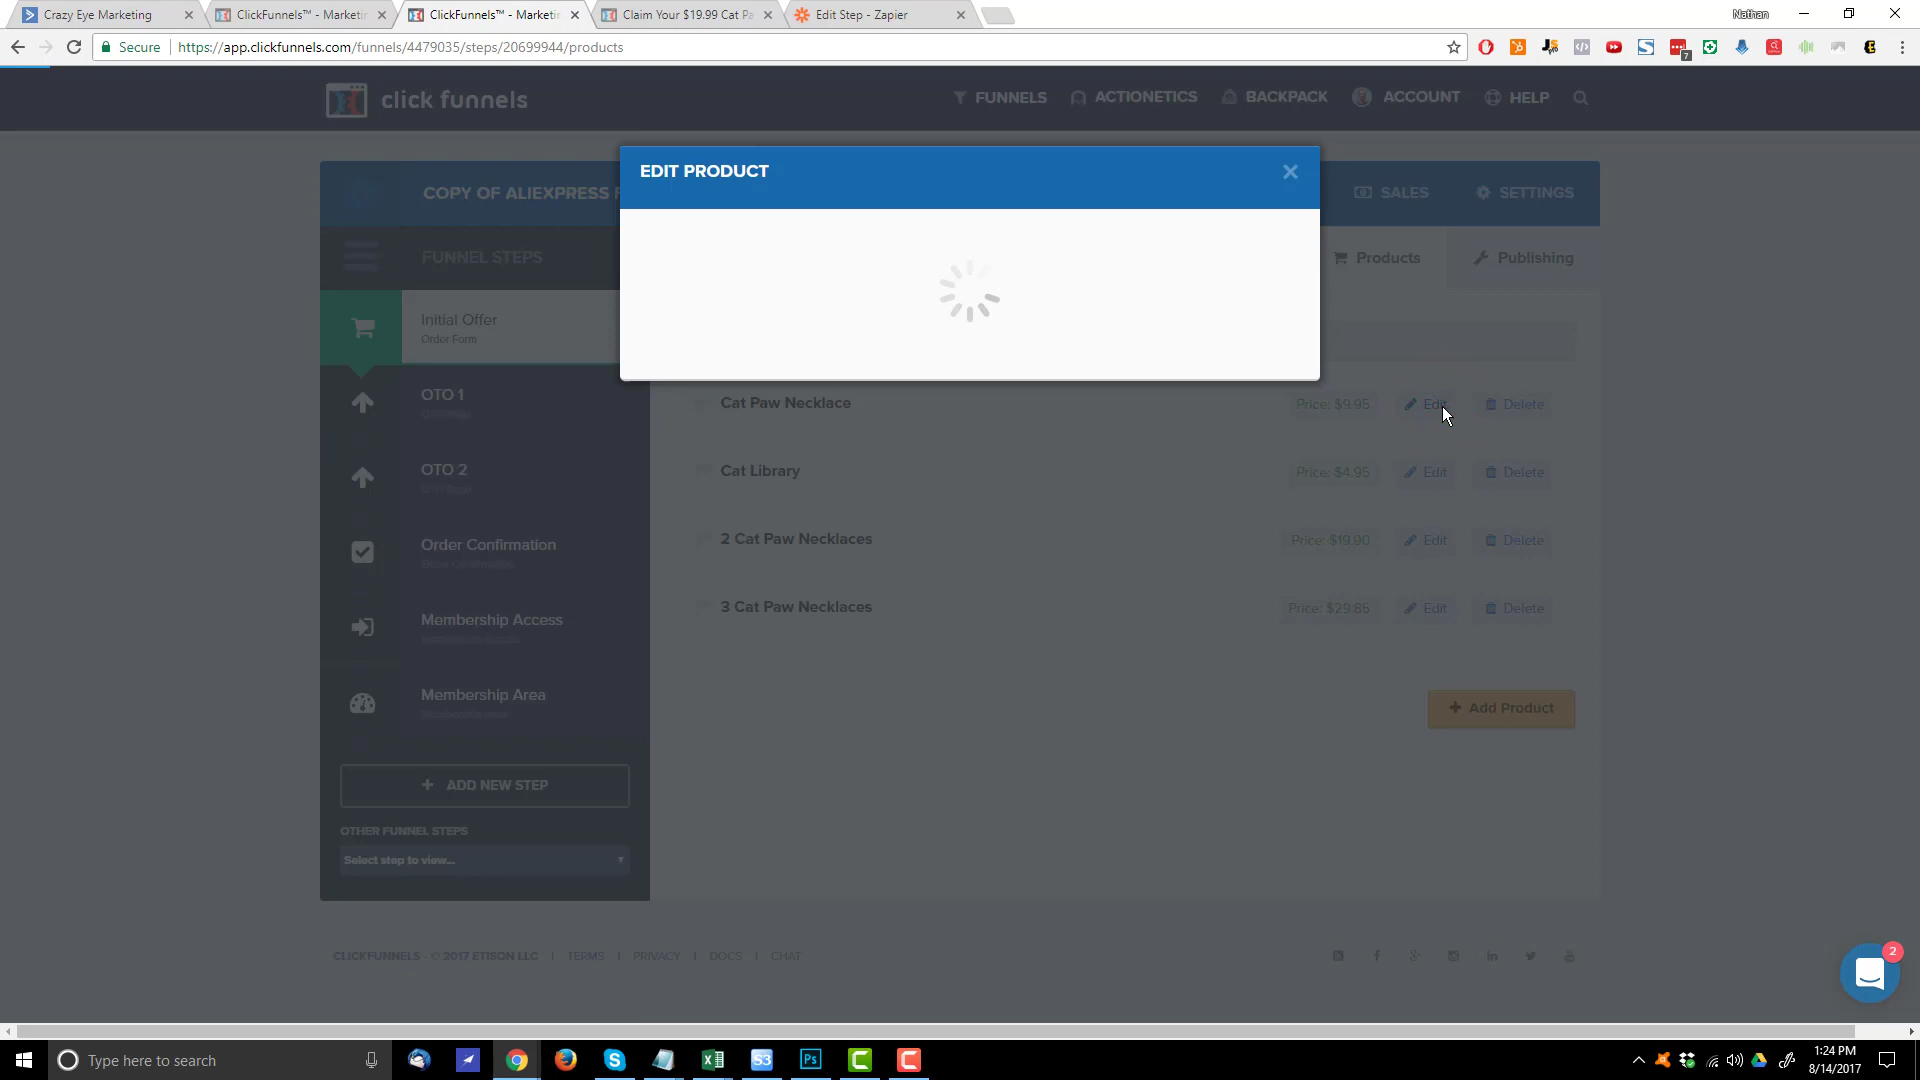 Crazy Eye Marketing
ClickFunnels™ - Marketin
ClickFunnels™ - Marketin
Claim Your $19.99 Cat Pa
Edit Step - Zapier
Nathan
Secure
https://app.clickfunnels.com/funnels/4479035/steps/20699944/products
7
click funnels
FUNNELS
ACTIONETICS
BACKPACK
ACCOUNT
HELP
EDIT PRODUCT
COPY OF ALIEXPRESS
SALES
SETTINGS
FUNNEL STEPS
Products
Publishing
Initial Offer
Order Form
OTO 1
OTO 2
Order Confirmation
Membership Access
Membership Area
Cat Paw Necklace
Price: $9.95
Edit
Delete
Cat Library
Price: $4.95
Edit
Delete
2 Cat Paw Necklaces
Price: $19.90
Edit
Delete
3 Cat Paw Necklaces
Price: $29.85
Edit
Delete
+ Add Product
+ ADD NEW STEP
OTHER FUNNEL STEPS
Select step to view...
CLICKFUNNELS - © 2017 ETISON LLC | TERMS | PRIVACY | DOCS | CHAT
2
Type here to search
S3
Ps
1:24 PM
8/14/2017